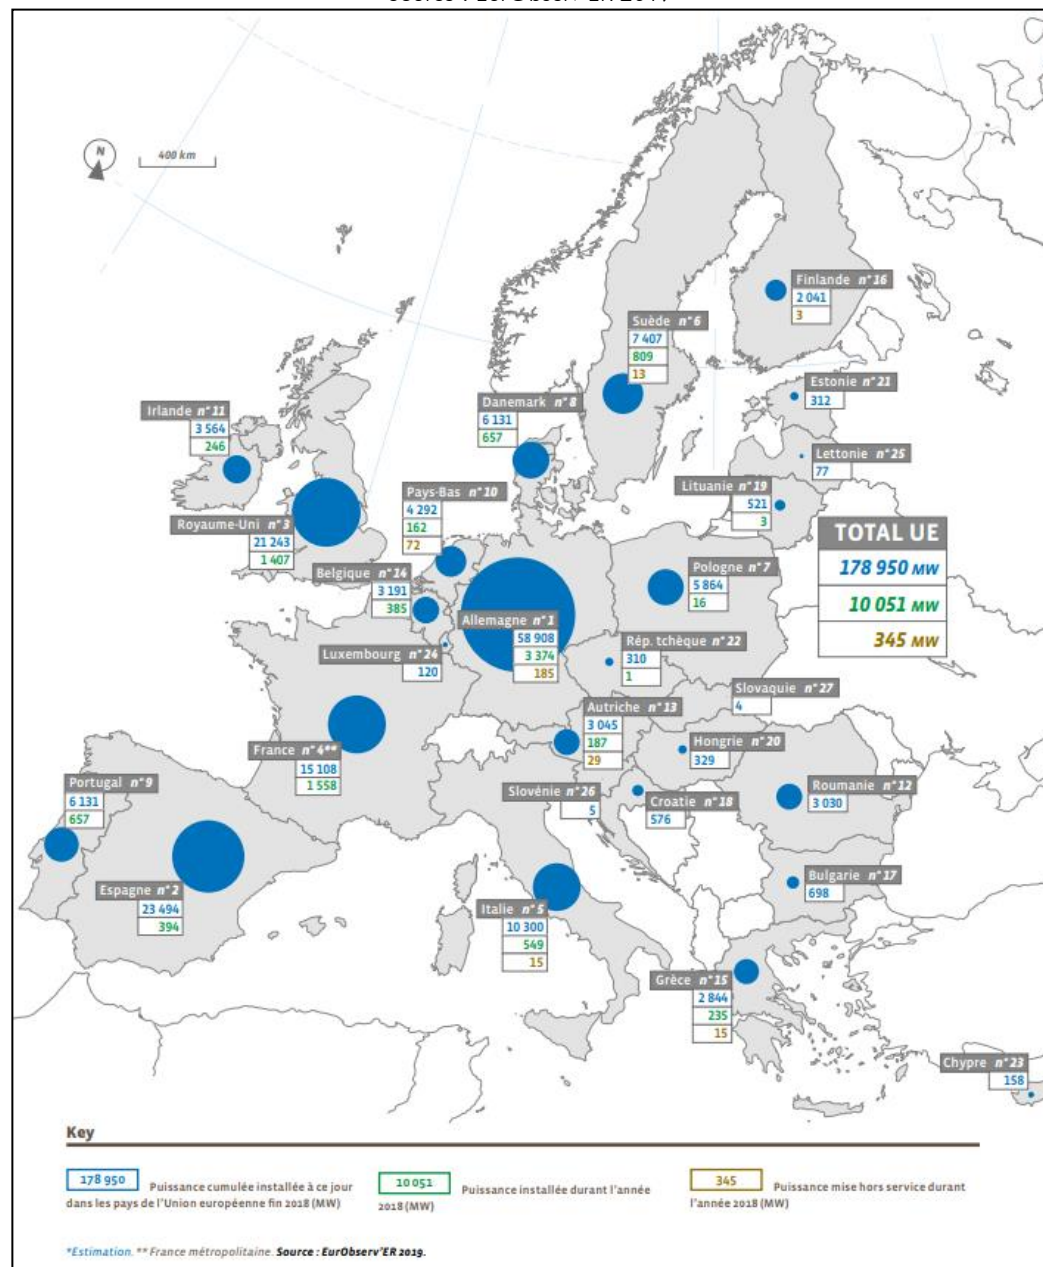 Source : EurObserv'ER 2019
N
400 km
Finlande n°16
2 041
3
Suède n°6
7 407
809
13
Estonie n°21
312
Danemark n°8
6 131
657
Irlande n°11
3 564
246
Lettonie n°25
77
Lituanie n°19
521
3
Pays-Bas n°10
4 292
162
72
Royaume-Uni n°3
21 243
1 407
TOTAL UE
178 950 MW
10 051 MW
345 MW
Belgique n°14
3 191
385
Pologne n°7
5 864
16
Allemagne n°1
58 908
3 374
185
Rép. tchèque n°22
310
1
Luxembourg n°24
120
Slovaquie n°27
4
Autriche n°13
3 045
187
29
Hongrie n°20
329
France n°4**
15 108
1 558
Portugal n°9
6 131
657
Slovénie n°26
5
Croatie n°18
576
Roumanie n°12
3 030
Bulgarie n°17
698
Espagne n°2
23 494
394
Italie n°5
10 300
549
15
Grèce n°15
2 844
235
15
Chypre n°23
158
Key
178 950 Puissance cumulée installée à ce jour
dans les pays de l'Union européenne fin 2018 (MW)
10 051 Puissance installée durant l'année
2018 (MW)
345 Puissance mise hors service durant
l'année 2018 (MW)
*Estimation. ** France métropolitaine. Source : EurObserv'ER 2019.